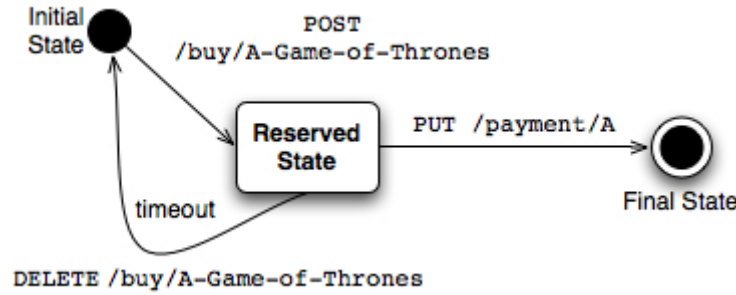 Initial
State
POST
/buy/A-Game-of-Thrones
Reserved
State
PUT /payment/A
Final State
timeout
DELETE /buy/A-Game-of-Thrones